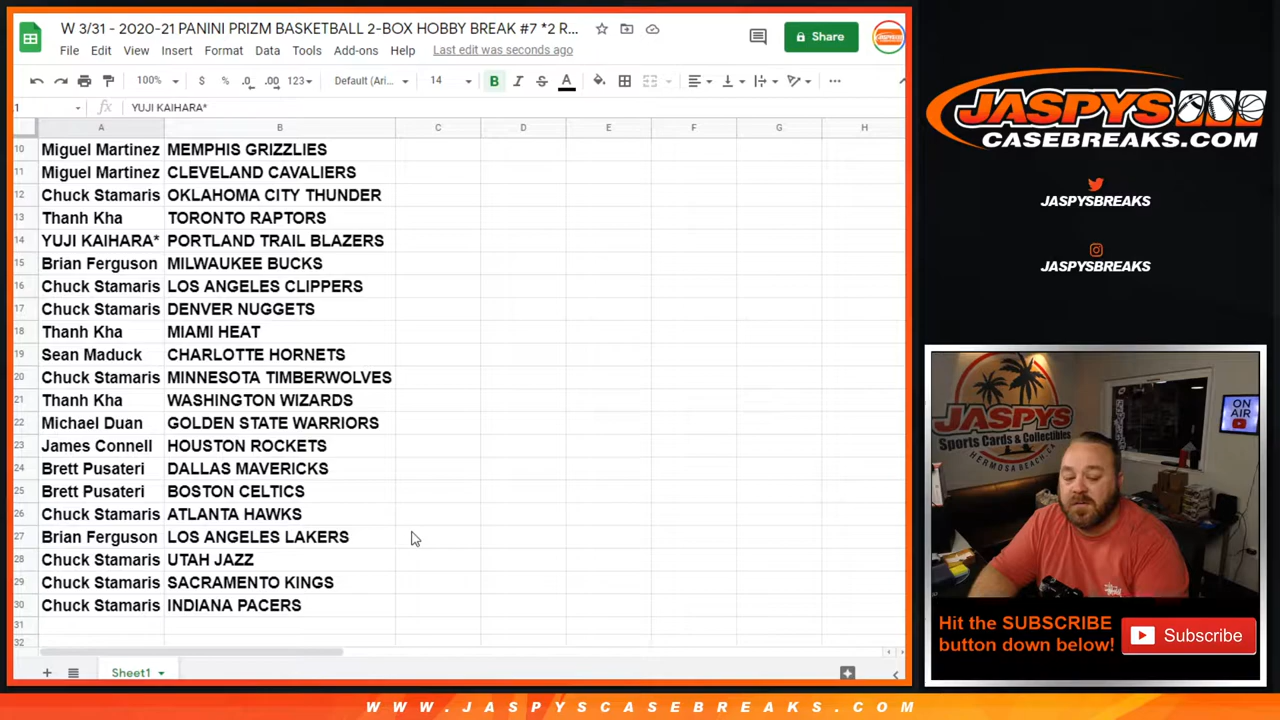 W 3/31 - 2020-21 PANINI PRIZM BASKETBALL 2-BOX HOBBY BREAK #7 *2 R...
Share
File Edit View Insert Format Data Tools Add-ons Help Last edit was seconds ago
100% $ % .0 .00 123 Default (Ari... 14 B I S A
1 fx YUJI KAIHARA*
A B C D E F G H
10 Miguel Martinez MEMPHIS GRIZZLIES
11 Miguel Martinez CLEVELAND CAVALIERS
12 Chuck Stamaris OKLAHOMA CITY THUNDER
13 Thanh Kha TORONTO RAPTORS
14 YUJI KAIHARA* PORTLAND TRAIL BLAZERS
15 Brian Ferguson MILWAUKEE BUCKS
16 Chuck Stamaris LOS ANGELES CLIPPERS
17 Chuck Stamaris DENVER NUGGETS
18 Thanh Kha MIAMI HEAT
19 Sean Maduck CHARLOTTE HORNETS
20 Chuck Stamaris MINNESOTA TIMBERWOLVES
21 Thanh Kha WASHINGTON WIZARDS
22 Michael Duan GOLDEN STATE WARRIORS
23 James Connell HOUSTON ROCKETS
24 Brett Pusateri DALLAS MAVERICKS
25 Brett Pusateri BOSTON CELTICS
26 Chuck Stamaris ATLANTA HAWKS
27 Brian Ferguson LOS ANGELES LAKERS
28 Chuck Stamaris UTAH JAZZ
29 Chuck Stamaris SACRAMENTO KINGS
30 Chuck Stamaris INDIANA PACERS
31
32
Sheet1
JASPYS
CASEBREAKS.COM
JASPYSBREAKS
JASPYSBREAKS
JASPYS
Sports Cards & Collectibles
HERMOSA BEACH, CA
ON
AIR
Hit the SUBSCRIBE
button down below!
Subscribe
WWW.JASPYSCASEBREAKS.COM